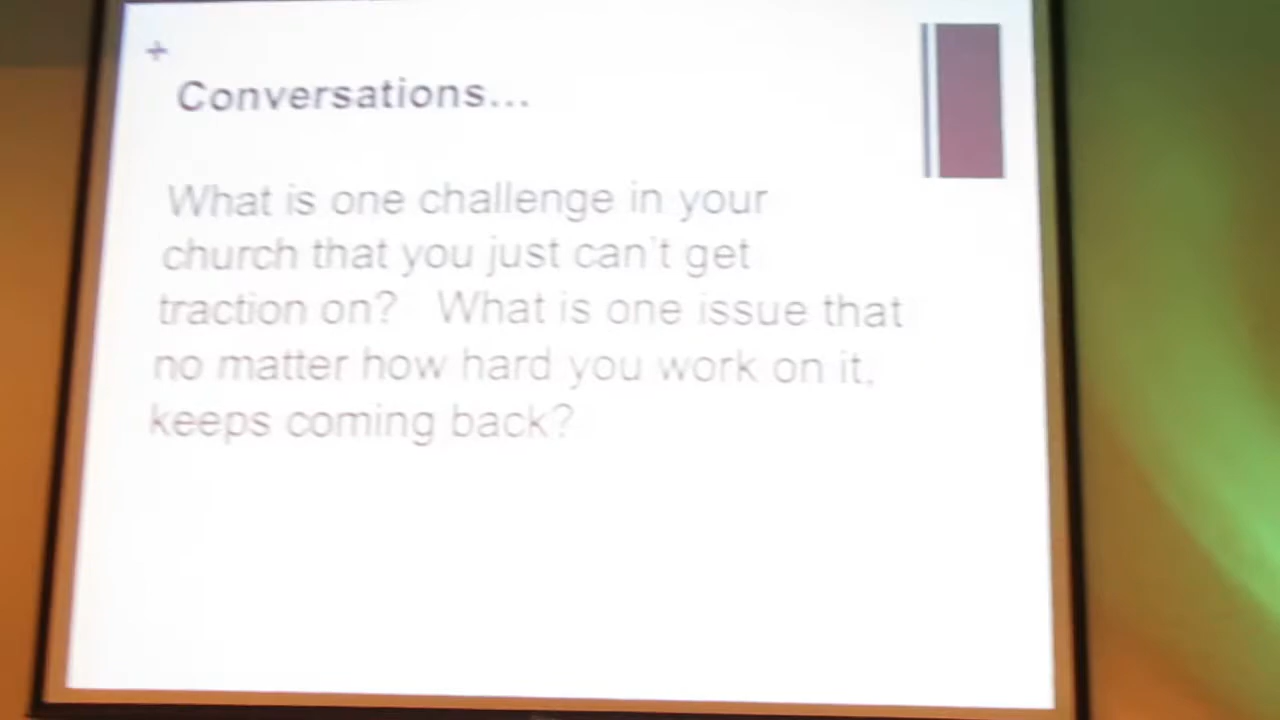 +
Conversations...
What is one challenge in your
church that you just can't get
traction on? What is one issue that
no matter how hard you work on it,
keeps coming back?